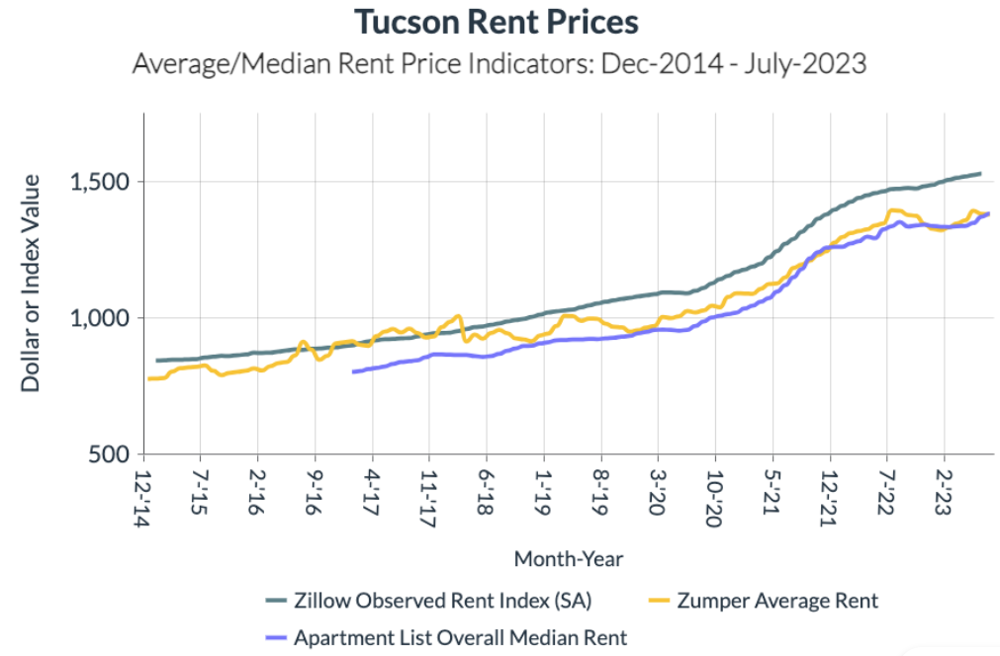 Tucson Rent Prices
Average/Median Rent Price Indicators: Dec-2014 - July-2023
Dollar or Index Value
1,500
1,000
500
12-'14
7-'15
2-'16
9-'16
4-'17
11-'17
6-'18
1-'19
8-'19
3-'20
10-'20
5-'21
12-'21
7-'22
2-'23
Month-Year
Zillow Observed Rent Index (SA)
Zumper Average Rent
Apartment List Overall Median Rent